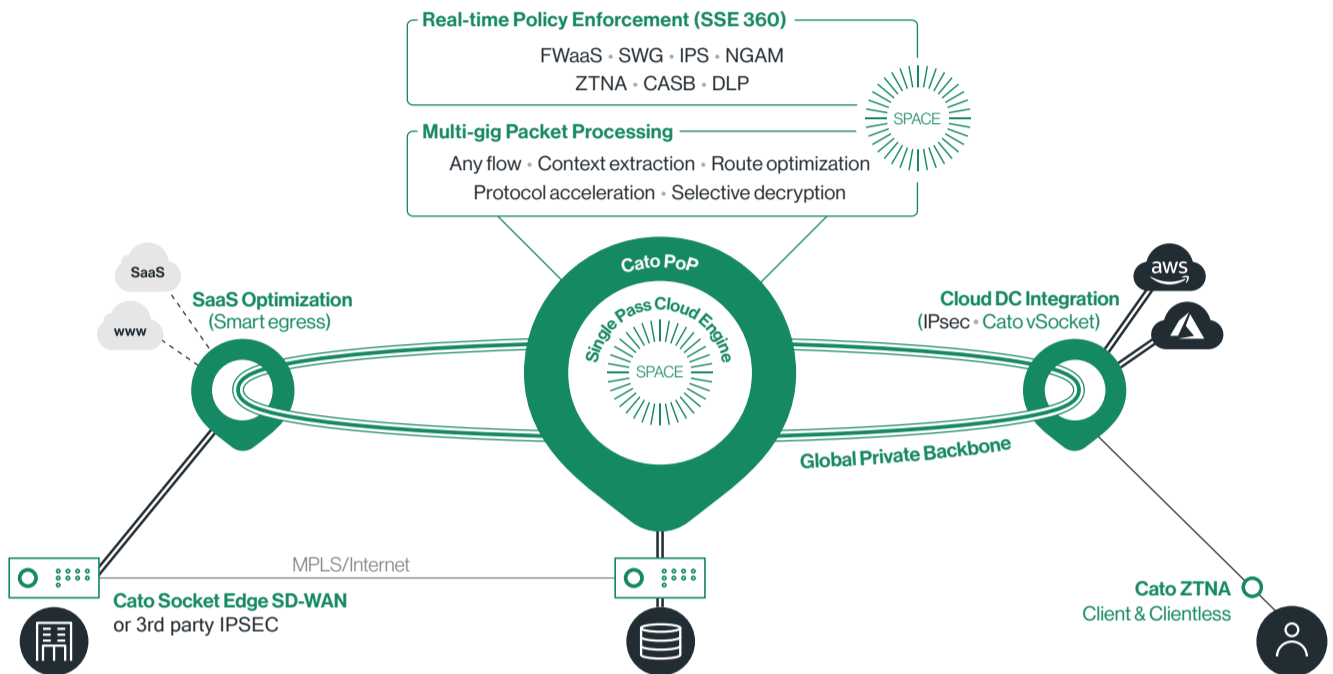 Real-time Policy Enforcement (SSE 360)
FWaaS • SWG • IPS • NGAM
ZTNA • CASB • DLP
SPACE
Multi-gig Packet Processing
Any flow • Context extraction • Route optimization
Protocol acceleration • Selective decryption
Cato PoP
Single Pass Cloud Engine
SPACE
SaaS
www
SaaS Optimization
(Smart egress)
Cloud DC Integration
(IPsec • Cato vSocket)
aws
Global Private Backbone
MPLS/Internet
Cato Socket Edge SD-WAN
or 3rd party IPSEC
Cato ZTNA
Client & Clientless